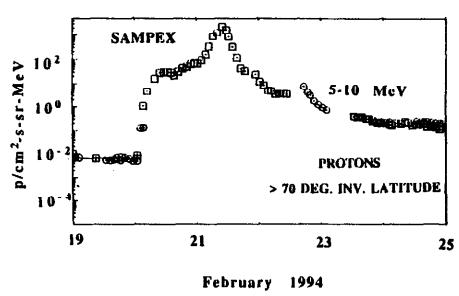 SAMPEX
5-10 MeV
PROTONS
> 70 DEG. INV. LATITUDE
p/cm²-s-sr-MeV
10²
10⁰
10⁻²
10⁻⁴
19 21 23 25
February 1994